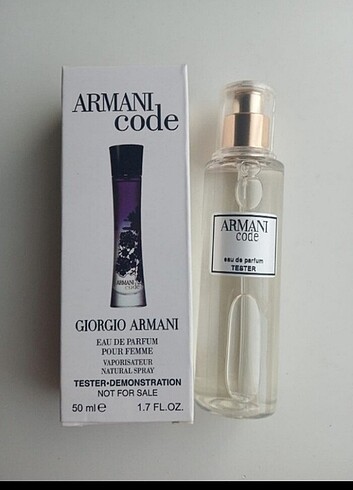 ARMANI
code
ARMANI
code
GIORGIO ARMANI
EAU DE PARFUM
POUR FEMME
VAPORISATEUR
NATURAL SPRAY
TESTER•DEMONSTRATION
NOT FOR SALE
50 ml e 1.7 FL.OZ.
ARMANI
code
eau de parfum
TESTER